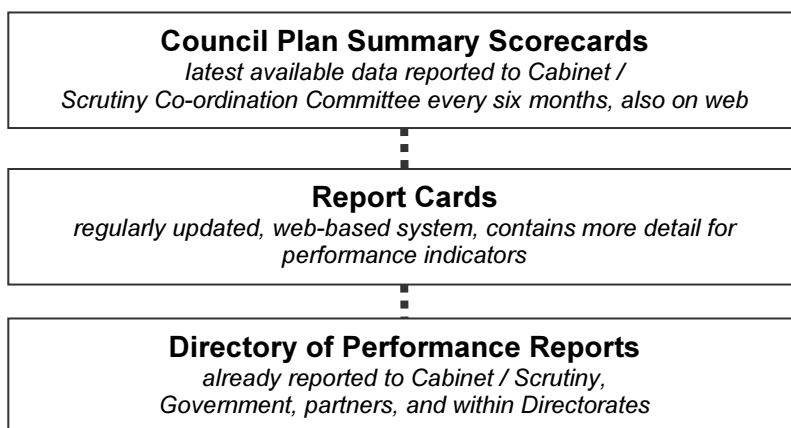 Council Plan Summary Scorecards
latest available data reported to Cabinet /
Scrutiny Co-ordination Committee every six months, also on web
Report Cards
regularly updated, web-based system, contains more detail for
performance indicators
Directory of Performance Reports
already reported to Cabinet / Scrutiny,
Government, partners, and within Directorates